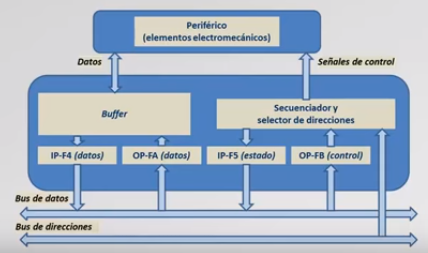 Periférico
(elementos electromecánicos)
Datos
Señales de control
Buffer
Secuenciador y
selector de direcciones
IP-F4 (datos)
OP-FA (datos)
IP-F5 (estado)
OP-FB (control)
Bus de datos
Bus de direcciones